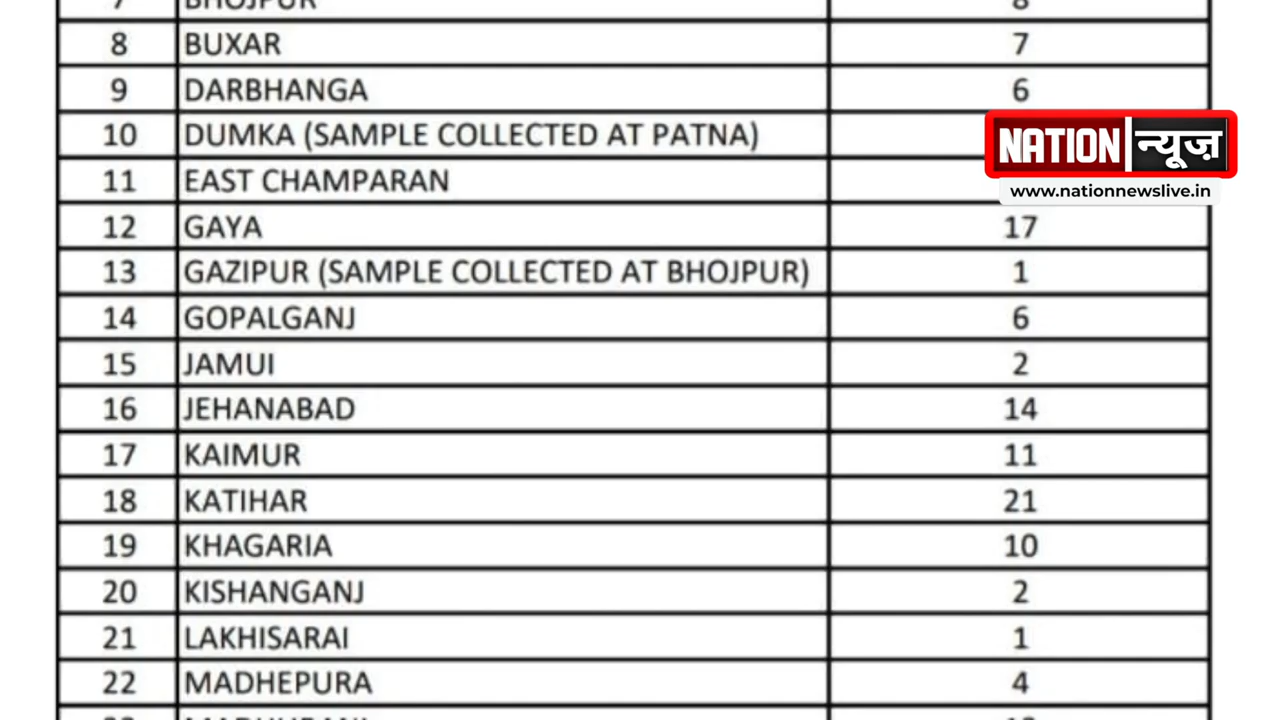 7 BHOJPUR 8
8 BUXAR 7
9 DARBHANGA 6
10 DUMKA (SAMPLE COLLECTED AT PATNA)
NATION न्यूज़
11 EAST CHAMPARAN
www.nationnewslive.in
12 GAYA 17
13 GAZIPUR (SAMPLE COLLECTED AT BHOJPUR) 1
14 GOPALGANJ 6
15 JAMUI 2
16 JEHANABAD 14
17 KAIMUR 11
18 KATIHAR 21
19 KHAGARIA 10
20 KISHANGANJ 2
21 LAKHISARAI 1
22 MADHEPURA 4